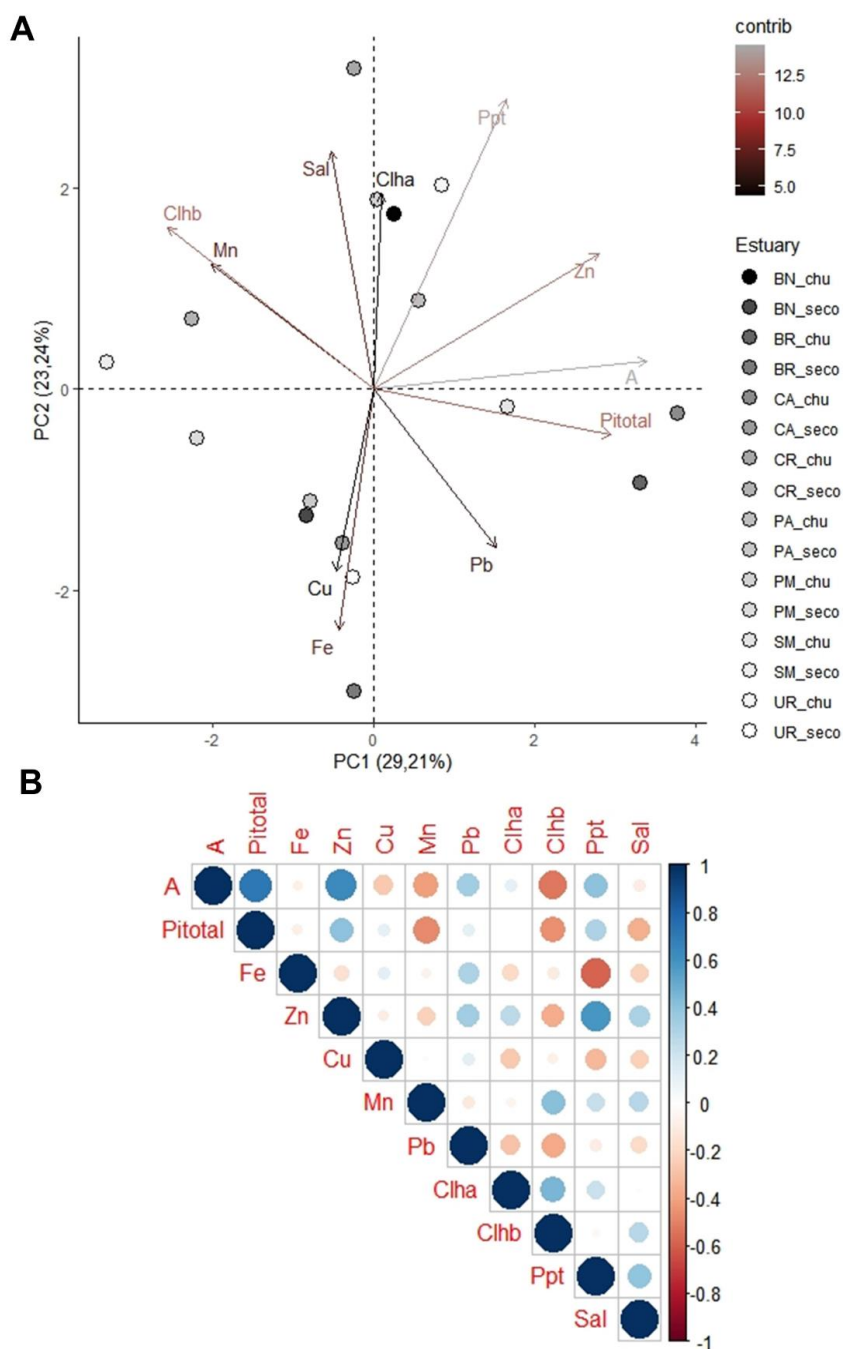 A
contrib
12.5
10.0
7.5
5.0
Ppt
Sal
Clha
Clhb
Mn
Zn
A
Pitotal
Pb
Cu
Fe
2
0
-2
-2
0
2
4
PC2 (23,24%)
PC1 (29,21%)
Estuary
BN_chu
BN_seco
BR_chu
BR_seco
CA_chu
CA_seco
CR_chu
CR_seco
PA_chu
PA_seco
PM_chu
PM_seco
SM_chu
SM_seco
UR_chu
UR_seco
B
A
Pitotal
Fe
Zn
Cu
Mn
Pb
Clha
Clhb
Ppt
Sal
A
Pitotal
Fe
Zn
Cu
Mn
Pb
Clha
Clhb
Ppt
Sal
1
0.8
0.6
0.4
0.2
0
-0.2
-0.4
-0.6
-0.8
-1